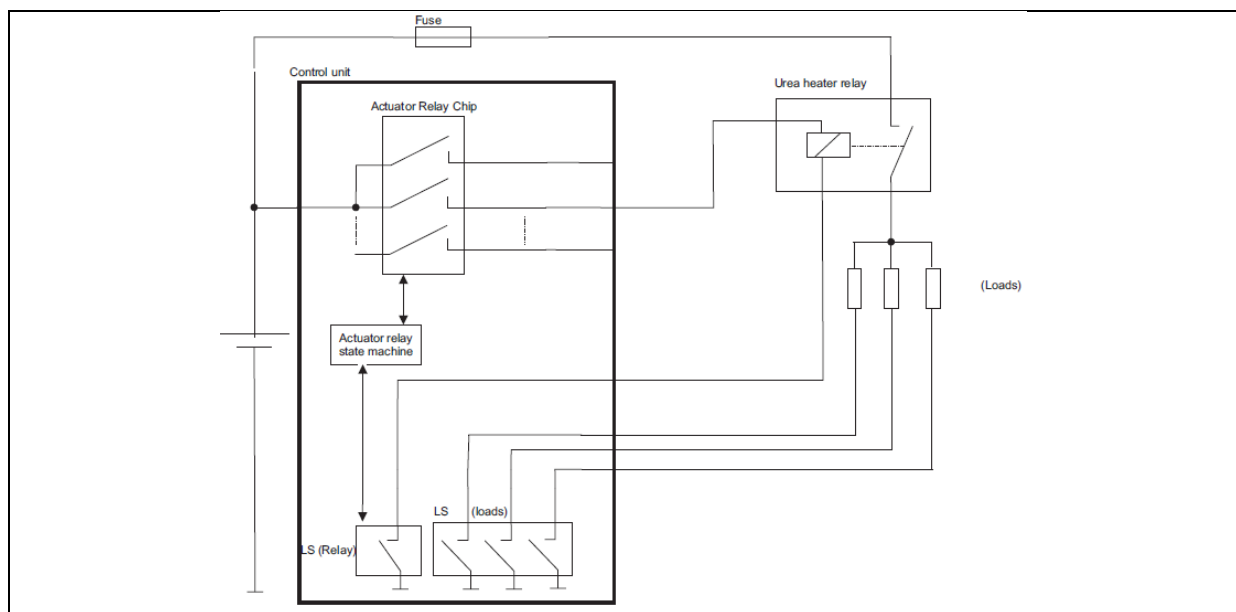 Fuse
Control unit
Urea heater relay
Actuator Relay Chip
(Loads)
Actuator relay
state machine
LS (loads)
LS (Relay)